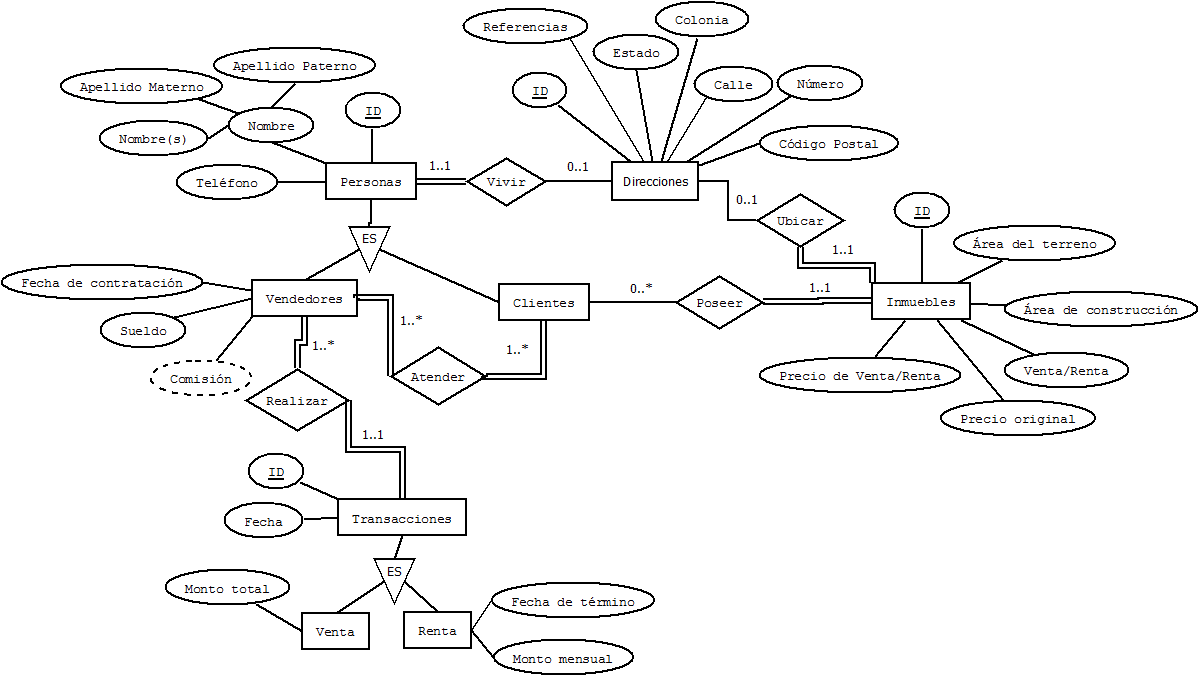 Colonia
Referencias
Estado
Apellido Paterno
Apellido Materno
ID
Calle
Número
ID
Nombre
Nombre(s)
Código Postal
1..1
0..1
Teléfono
Personas
Vivir
Direcciones
0..1
ID
Ubicar
ES
Área del terreno
1..1
Fecha de contratación
0..*
1..1
Vendedores
Clientes
Poseer
Inmuebles
Área de construcción
1..*
Sueldo
1..*
1..*
Comisión
Atender
Precio de Venta/Renta
Venta/Renta
Realizar
Precio original
1..1
ID
Fecha
Transacciones
ES
Monto total
Fecha de término
Venta
Renta
Monto mensual